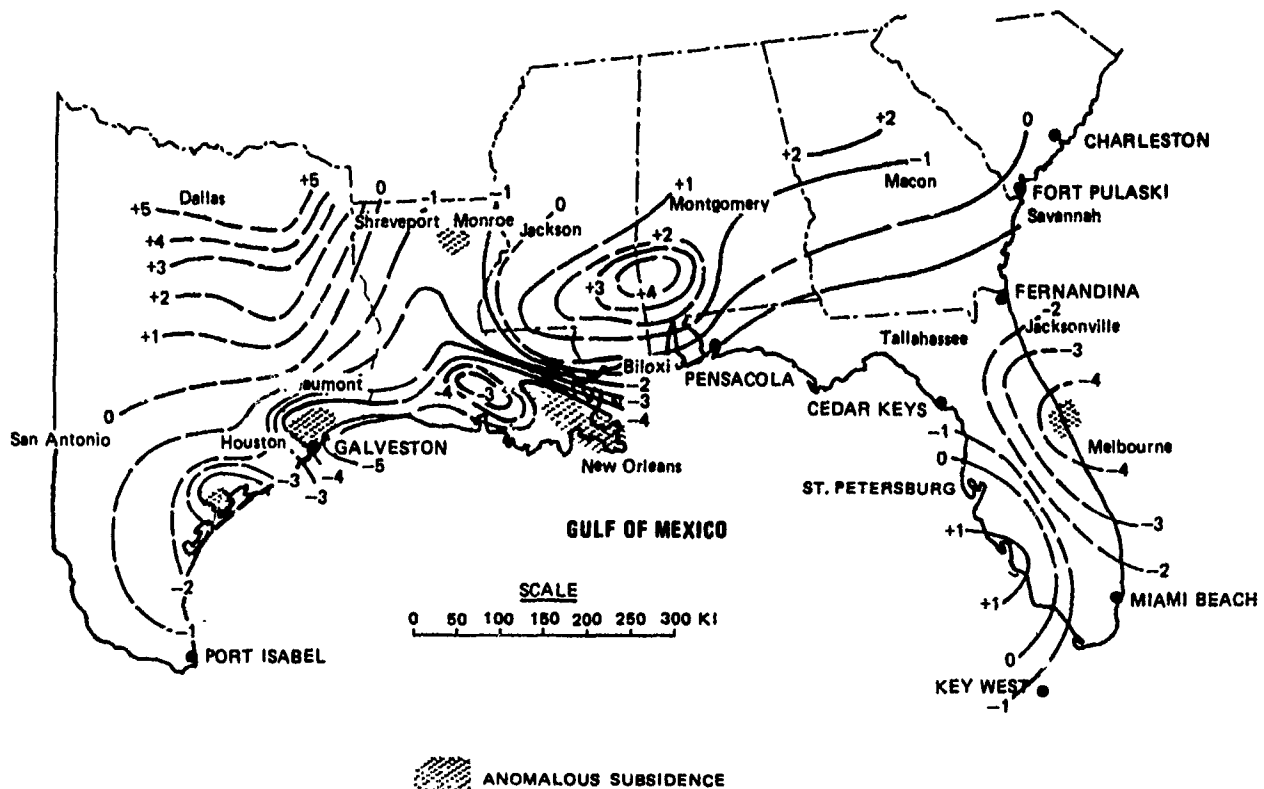 +2
0
CHARLESTON
+2
-1
Macon
Dallas
+5
+5
0
-1
-1
+1
Montgomery
FORT PULASKI
Savannah
Shreveport
Monroe
0
Jackson
+4
+3
+2
+2
+3
+4
+1
FERNANDINA
-2
Jacksonville
Tallahassee
-3
Biloxi
PENSACOLA
-2
-3
-4
-4
aumont
-4
-3
CEDAR KEYS
0
San Antonio
Houston
GALVESTON
-5
-5
New Orleans
-1
Melbourne
0
-4
-3
-4
-3
ST. PETERSBURG
-3
GULF OF MEXICO
+1
-2
-2
SCALE
0 50 100 150 200 250 300 KI
+1
MIAMI BEACH
-1
PORT ISABEL
0
KEY WEST
-1
ANOMALOUS SUBSIDENCE